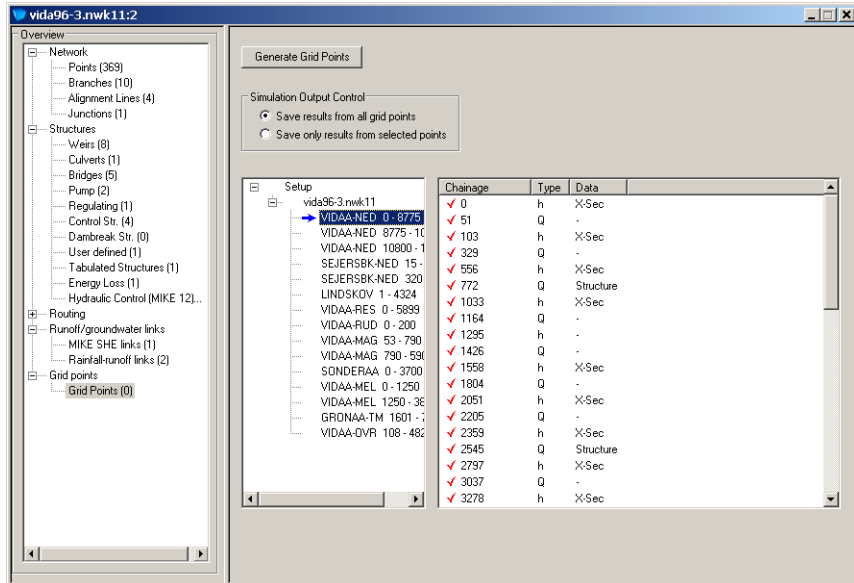 vida96-3.nwk11:2
Overview
Network
Points (369)
Branches (10)
Alignment Lines (4)
Junctions (1)
Structures
Weirs (8)
Culverts (1)
Bridges (5)
Pump (2)
Regulating (1)
Control Str. (4)
Dambreak Str. (0)
User defined (1)
Tabulated Structures (1)
Energy Loss (1)
Hydraulic Control (MIKE 12)...
Routing
Runoff/groundwater links
MIKE SHE links (1)
Rainfall-runoff links (2)
Grid points
Grid Points (0)
Generate Grid Points
Simulation Output Control
Save results from all grid points
Save only results from selected points
Setup
vida96-3.nwk11
VIDAA-NED 0 - 8775
VIDAA-NED 8775 - 10
VIDAA-NED 10800 - 1
SEJERSBK-NED 15 -
SEJERSBK-NED 320
LINDSKOV 1 - 4324
VIDAA-RES 0 - 5899
VIDAA-RUD 0 - 200
VIDAA-MAG 53 - 790
VIDAA-MAG 790 - 590
SONDERAA 0 - 3700
VIDAA-MEL 0 - 1250
VIDAA-MEL 1250 - 38
GRONAA-TM 1601 -
VIDAA-OVR 108 - 482
Chainage Type Data
0 h X-Sec
51 Q -
103 h X-Sec
329 Q -
556 h X-Sec
772 Q Structure
1033 h X-Sec
1164 Q -
1295 h -
1426 Q -
1558 h X-Sec
1804 Q -
2051 h X-Sec
2205 Q -
2359 h X-Sec
2545 Q Structure
2797 h X-Sec
3037 Q -
3278 h X-Sec